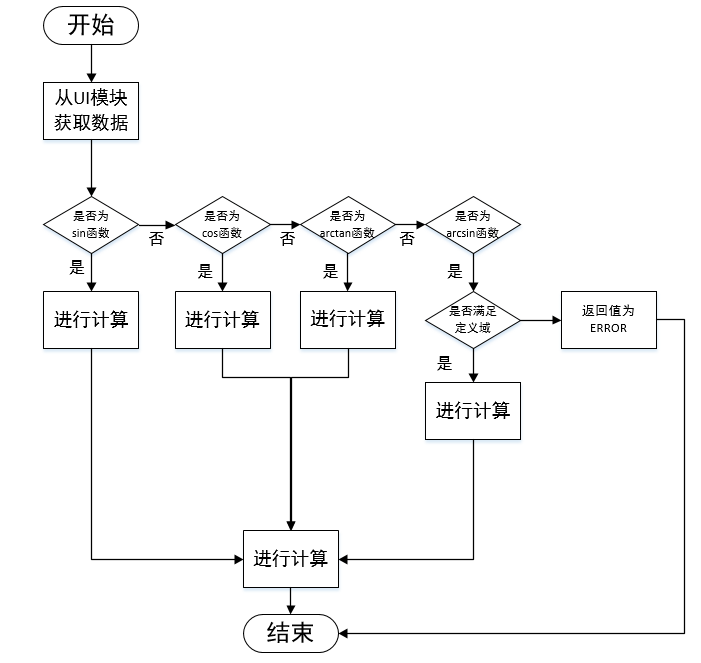 开始
从UI模块
获取数据
是否为
sin函数
是否为
cos函数
是否为
arctan函数
是否为
arcsin函数
否
否
否
是
是
是
是
进行计算
进行计算
进行计算
是否满足
定义域
返回值为
ERROR
是
进行计算
进行计算
结束